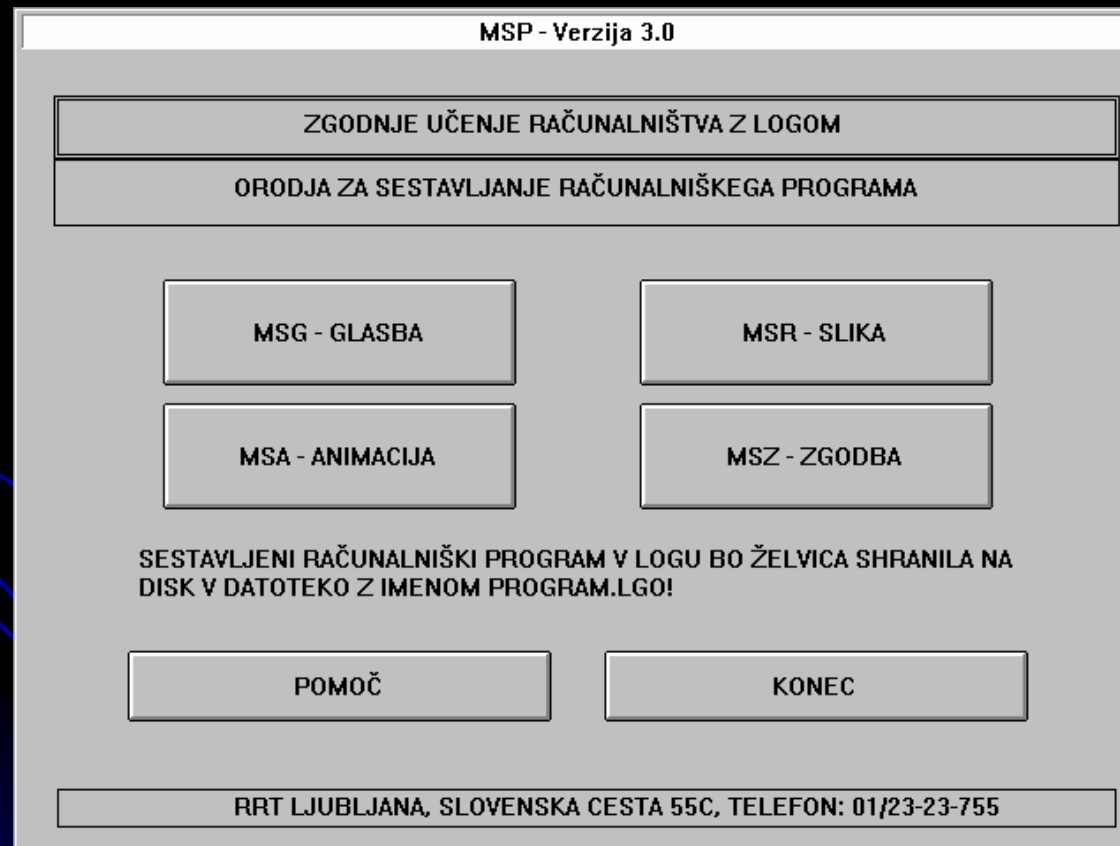 MSP - Verzija 3.0
ZGODNJE UČENJE RAČUNALNIŠTVA Z LOGOM
ORODJA ZA SESTAVLJANJE RAČUNALNIŠKEGA PROGRAMA
MSG - GLASBA
MSR - SLIKA
MSA - ANIMACIJA
MSZ - ZGODBA
SESTAVLJENI RAČUNALNIŠKI PROGRAM V LOGU BO ŽELVICA SHRANILA NA
DISK V DATOTEKO Z IMENOM PROGRAM.LGO!
POMOČ
KONEC
RRT LJUBLJANA, SLOVENSKA CESTA 55C, TELEFON: 01/23-23-755